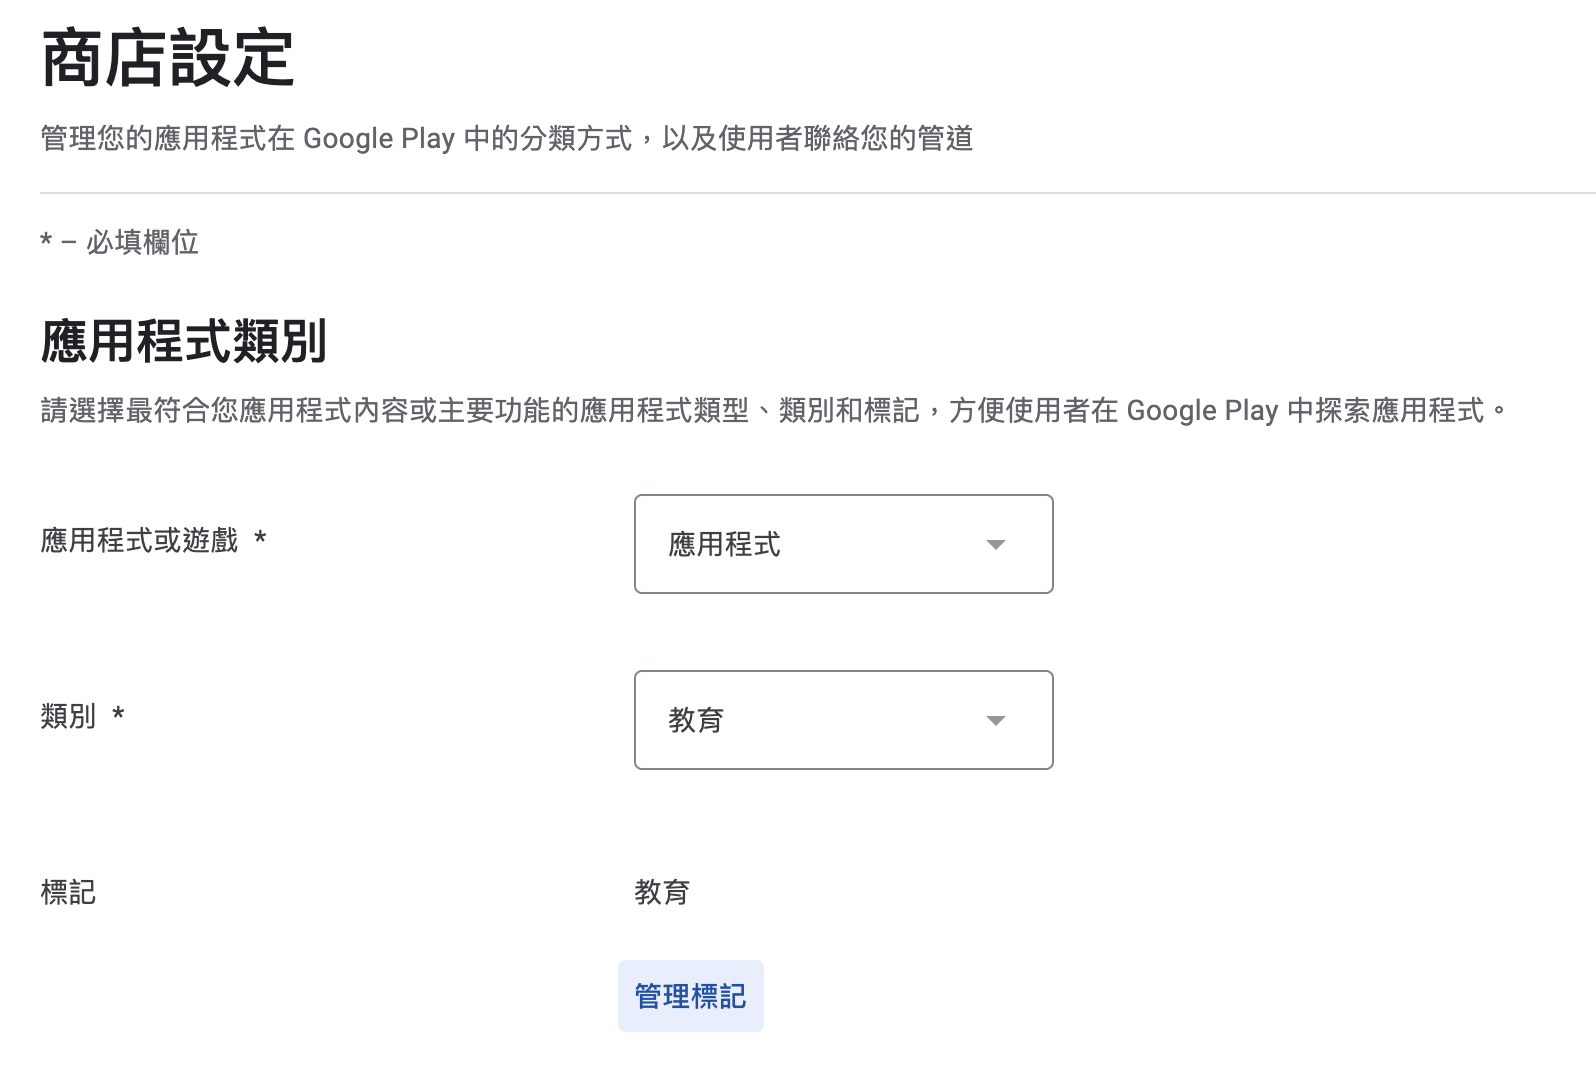 商店設定
管理您的應用程式在 Google Play 中的分類方式，以及使用者聯絡您的管道
* – 必填欄位
應用程式類別
請選擇最符合您應用程式內容或主要功能的應用程式類型、類別和標記，方便使用者在 Google Play 中探索應用程式。
應用程式或遊戲 *
應用程式
類別 *
教育
標記
教育
管理標記